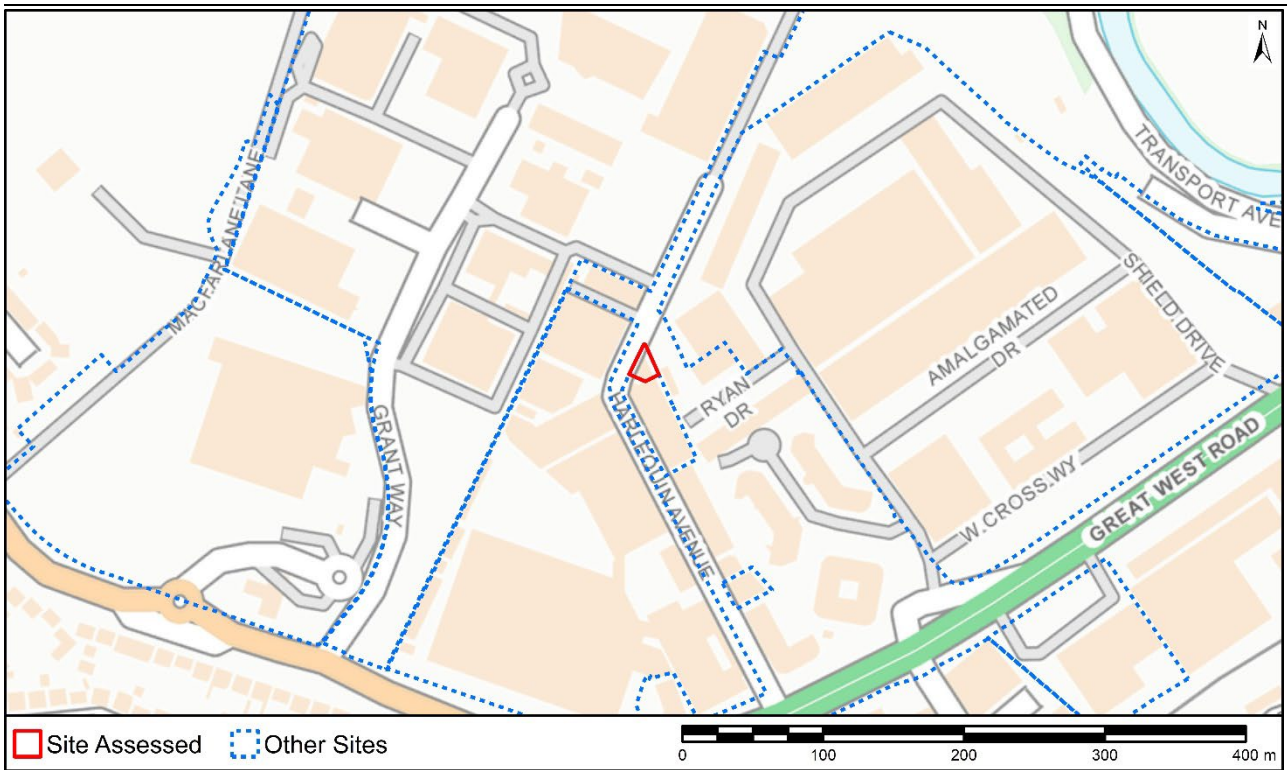 N
TRANSPORT AVE
MACFARLANE LANE
SHIELD DRIVE
AMALGAMATED
DR
RYAN
DR
GRANT WAY
HARLEQUIN AVENUE
GREAT WEST ROAD
W. CROSS WY
Site Assessed
Other Sites
0 100 200 300 400 m